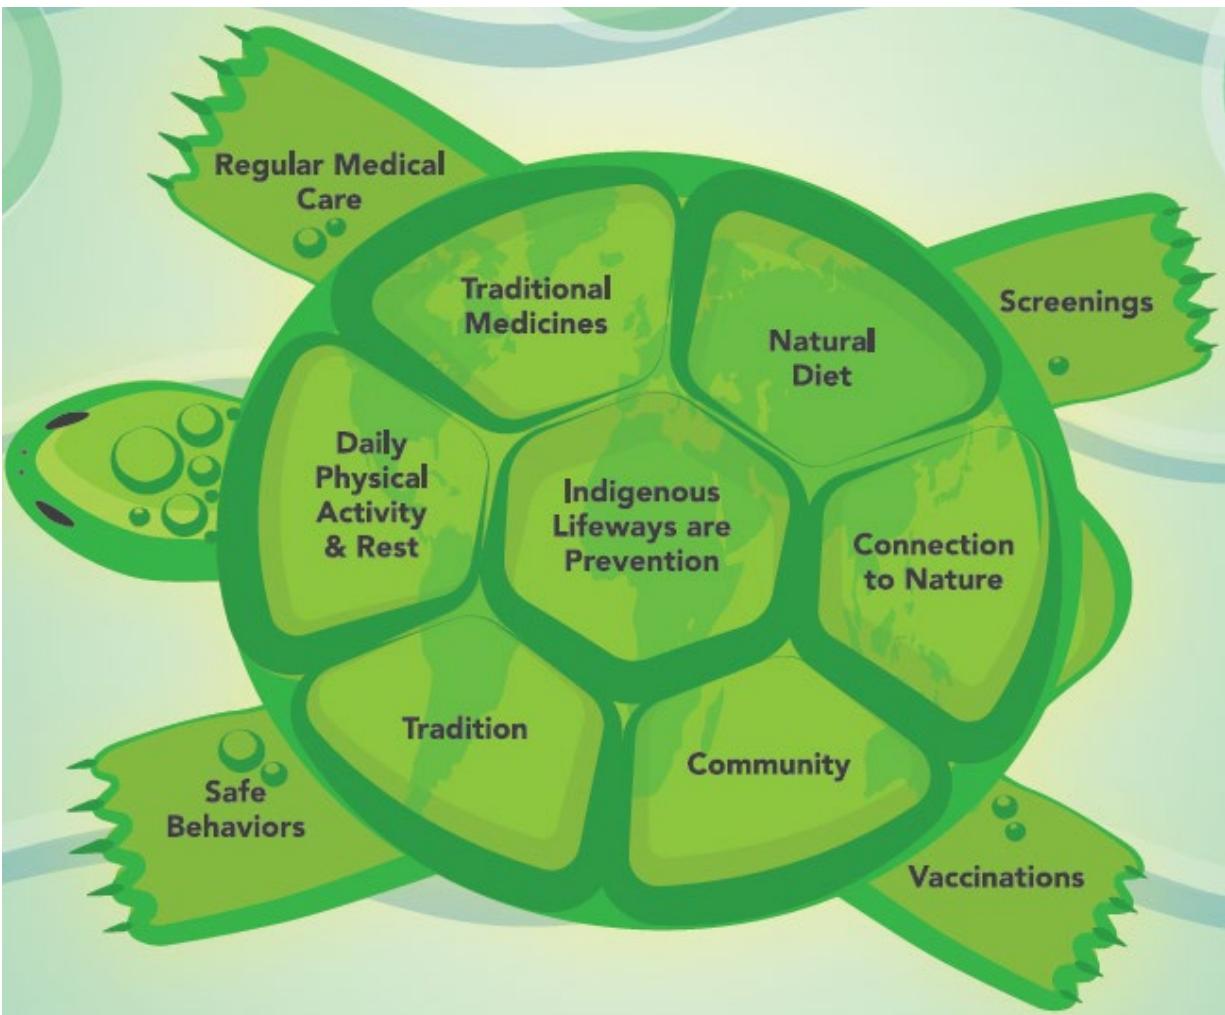 Regular Medical
Care
Screenings
Traditional
Medicines
Natural
Diet
Daily
Physical
Activity
& Rest
Indigenous
Lifeways are
Prevention
Connection
to Nature
Tradition
Community
Safe
Behaviors
Vaccinations